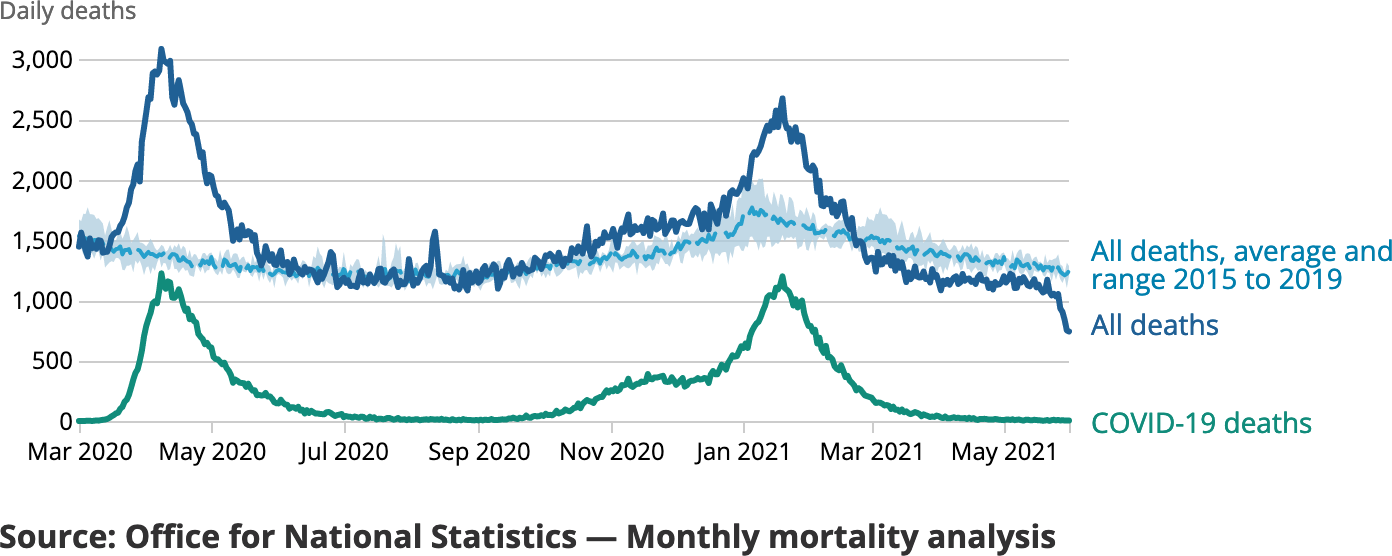 Daily deaths
3,000
2,500
2,000
1,500
1,000
500
0
Mar 2020 May 2020 Jul 2020 Sep 2020 Nov 2020 Jan 2021 Mar 2021 May 2021
All deaths, average and
range 2015 to 2019
All deaths
COVID-19 deaths
Source: Office for National Statistics — Monthly mortality analysis